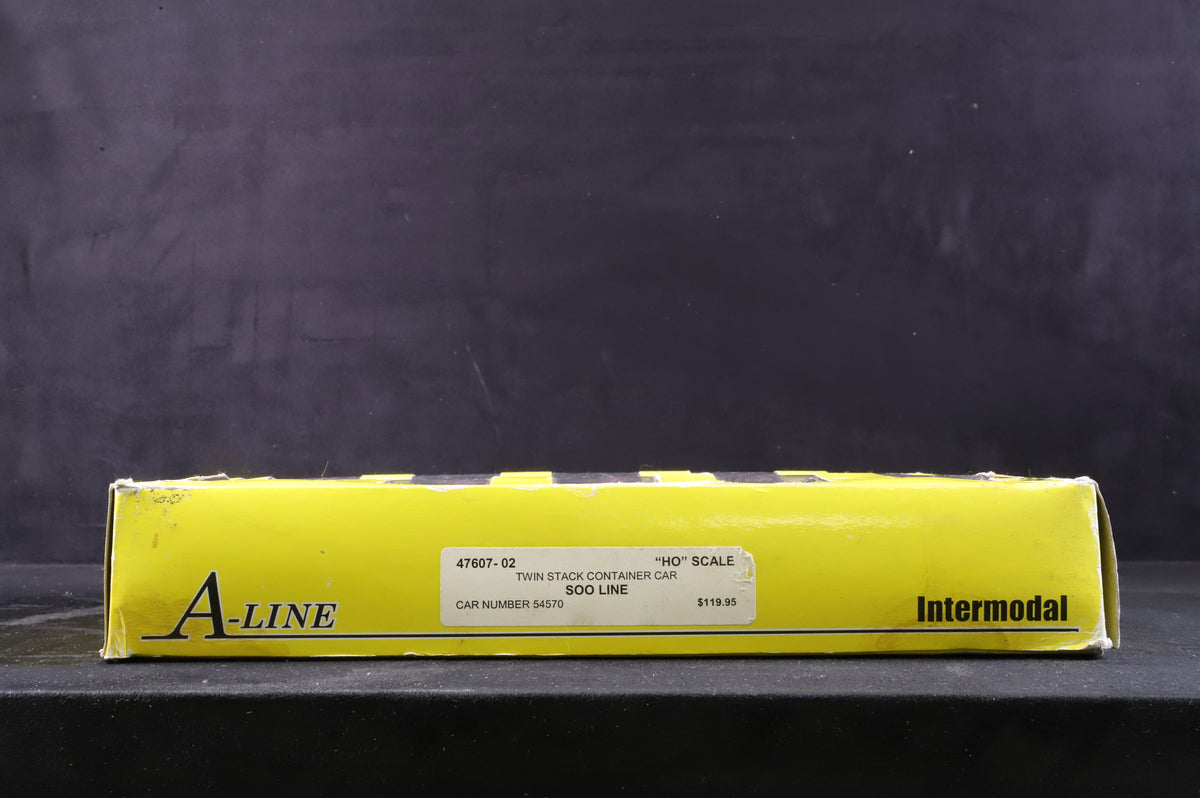 47607- 02 “HO” SCALE
TWIN STACK CONTAINER CAR
SOO LINE
CAR NUMBER 54570 $119.95
A-LINE
Intermodal